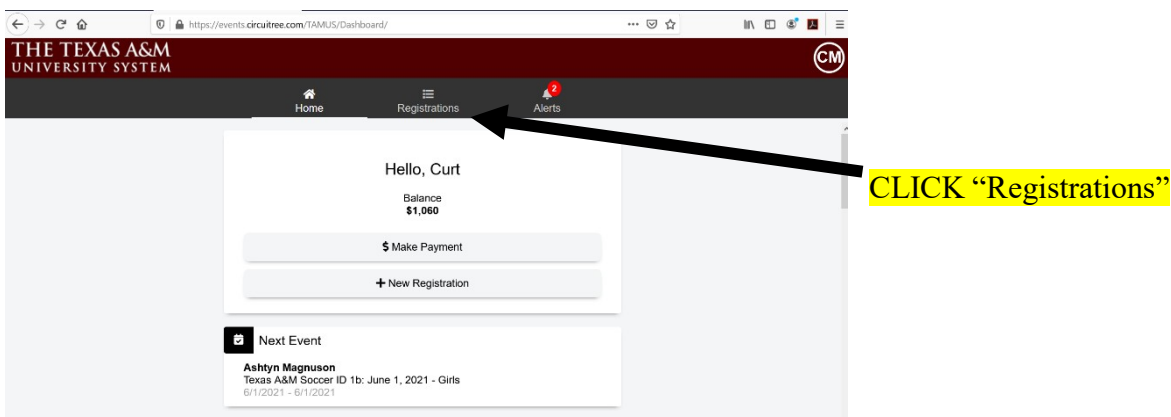 https://events.circuitree.com/TAMUS/Dashboard/
THE TEXAS A&M
UNIVERSITY SYSTEM
CM
2
Home Registrations Alerts
Hello, Curt
Balance
$1,060
$ Make Payment
+ New Registration
CLICK “Registrations”
Next Event
Ashtyn Magnuson
Texas A&M Soccer ID 1b: June 1, 2021 - Girls
6/1/2021 - 6/1/2021